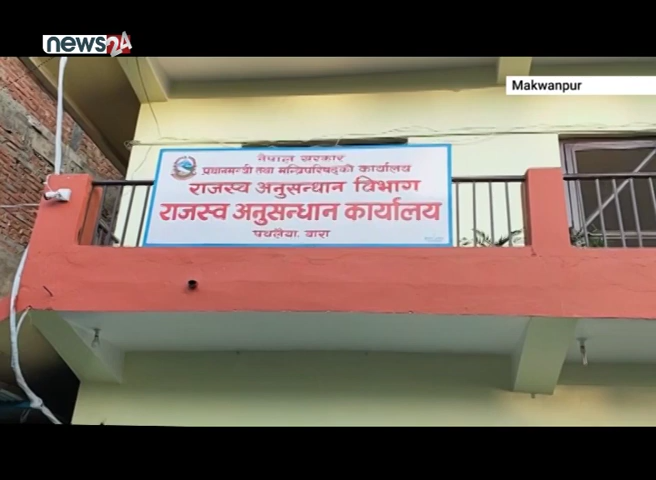 news24
Makwanpur
नेपाल सरकार
प्रधानमन्त्री तथा मन्त्रिपरिषद्को कार्यालय
राजस्व अनुसन्धान विभाग
राजस्व अनुसन्धान कार्यालय
पथलैया, बारा